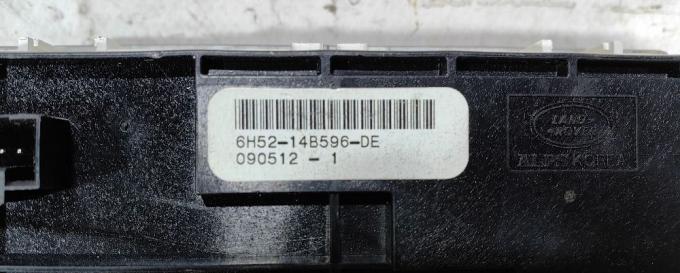 6H52-14B596-DE
090512 - 1
LAND
ROVER
ALPS KOREA